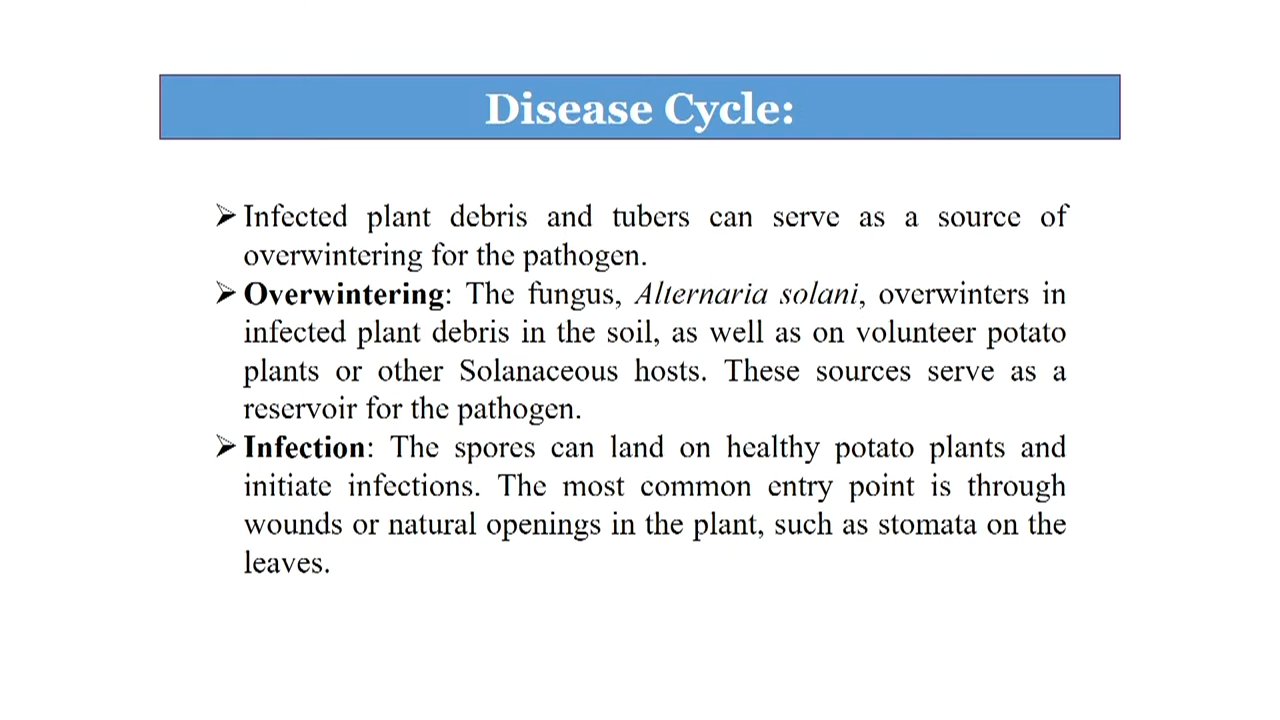 Disease Cycle:
➢ Infected plant debris and tubers can serve as a source of
overwintering for the pathogen.
➢ Overwintering: The fungus, Alternaria solani, overwinters in
infected plant debris in the soil, as well as on volunteer potato
plants or other Solanaceous hosts. These sources serve as a
reservoir for the pathogen.
➢ Infection: The spores can land on healthy potato plants and
initiate infections. The most common entry point is through
wounds or natural openings in the plant, such as stomata on the
leaves.